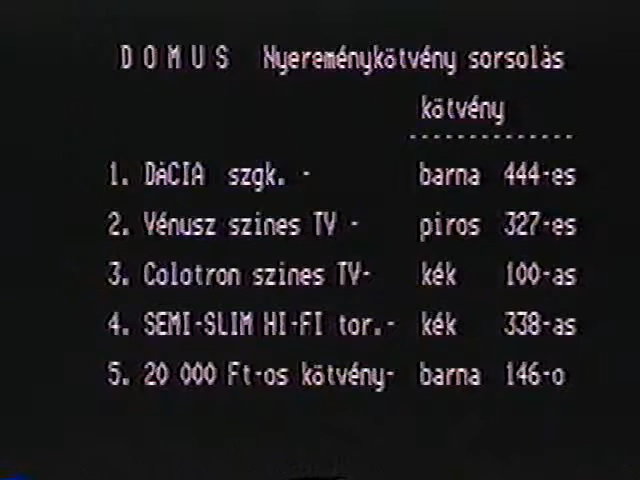 D O M U S Nyereménykötvény sorsolás
kötvény
--------------
1. DÁCIA szgk. - barna 444-es
2. Vénusz szines TV - piros 327-es
3. Colotron szines TV- kék 100-as
4. SEMI-SLIM HI-FI tor.- kék 338-as
5. 20 000 Ft-os kötvény- barna 146-o